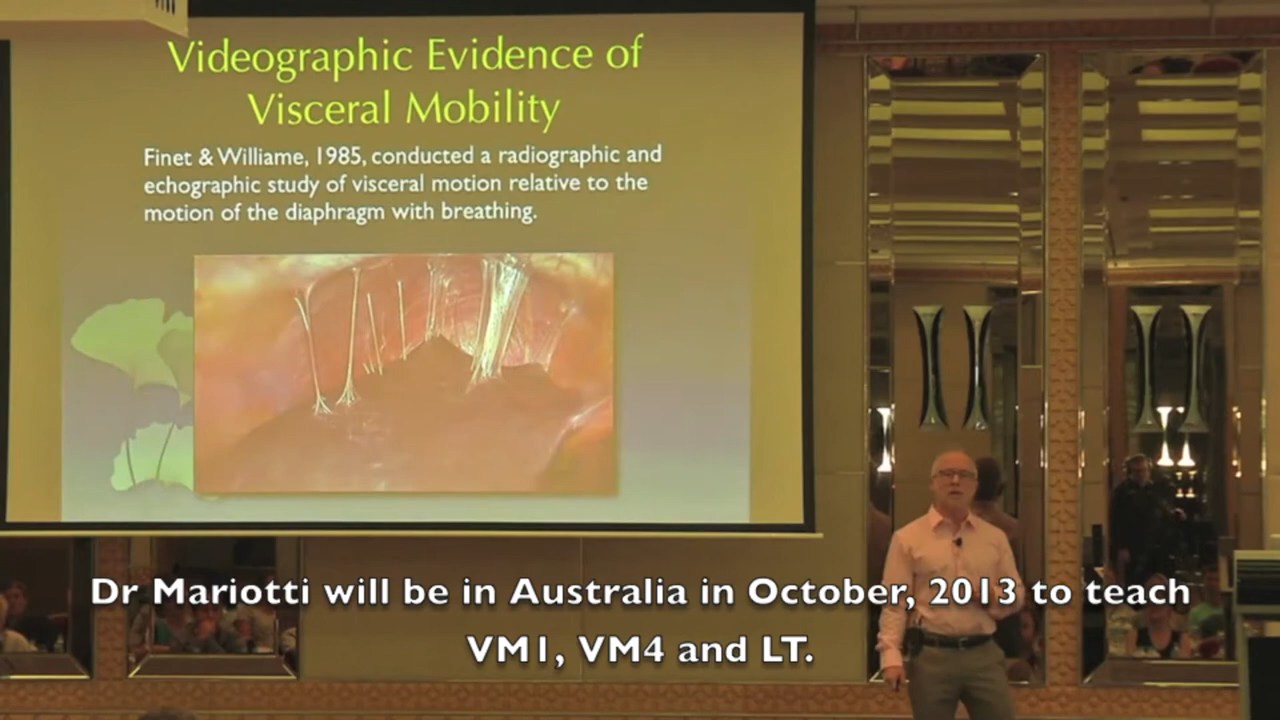 Videographic Evidence of
Visceral Mobility
Finet & Williame, 1985, conducted a radiographic and
echographic study of visceral motion relative to the
motion of the diaphragm with breathing.
Dr Mariotti will be in Australia in October, 2013 to teach
VM1, VM4 and LT.